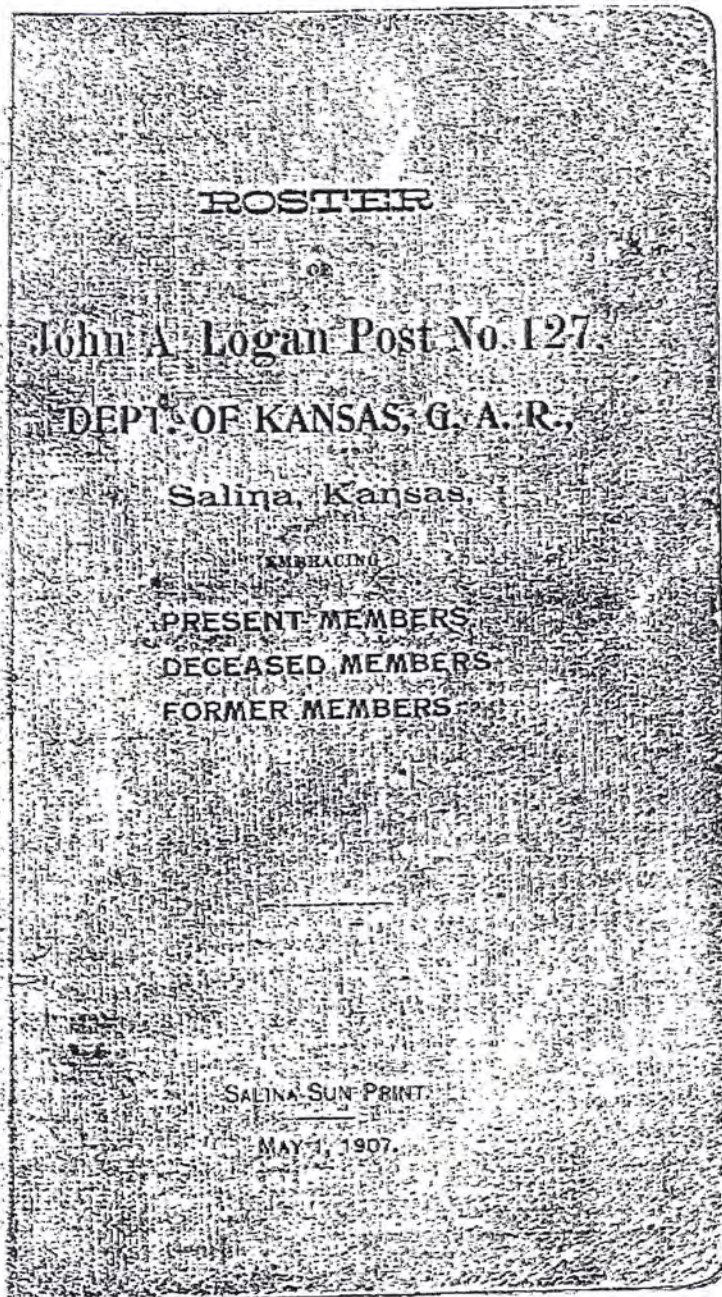 ROSTER
OF
John A. Logan Post No. 127,
DEPT. OF KANSAS, G. A. R.,
Salina, Kansas,
EMBRACING
PRESENT MEMBERS
DECEASED MEMBERS
FORMER MEMBERS
SALINA SUN PRINT.
MAY 1, 1907.